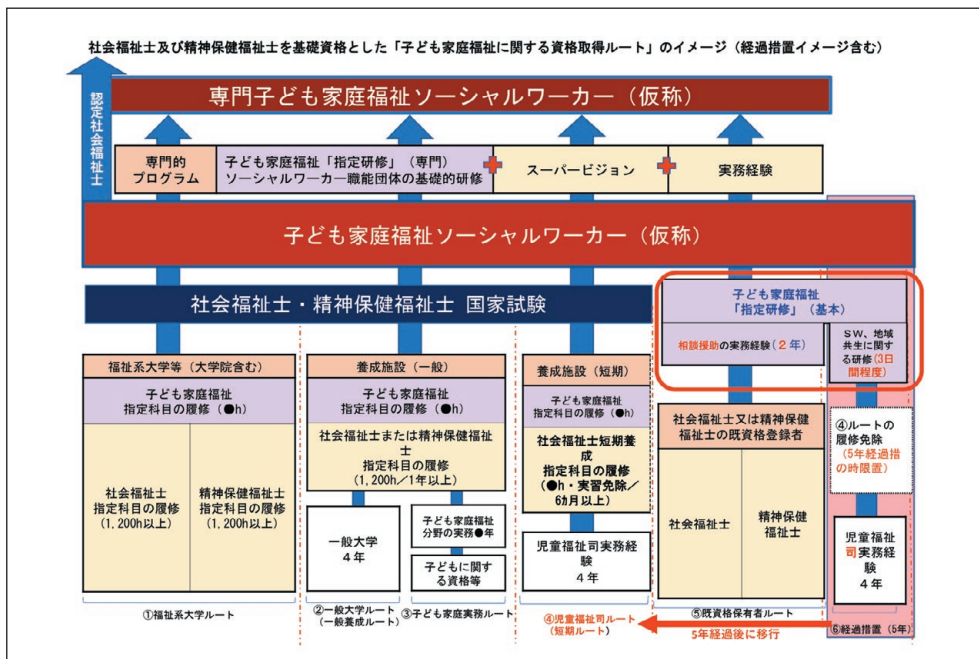 社会福祉士及び精神保健福祉士を基礎資格とした「子ども家庭福祉に関する資格取得ルート」のイメージ（経過措置イメージ含む）
認定社会福祉士
専門子ども家庭福祉ソーシャルワーカー（仮称）
専門的
プログラム
子ども家庭福祉「指定研修」（専門）
ソーシャルワーカー職能団体の基礎的研修
スーパービジョン
実務経験
子ども家庭福祉ソーシャルワーカー（仮称）
社会福祉士・精神保健福祉士 国家試験
子ども家庭福祉
「指定研修」（基本）
相談援助の実務経験（２年）
ＳＷ、地域
共生に関す
る研修（3日
間程度）
福祉系大学等（大学院含む）
子ども家庭福祉
指定科目の履修（●h）
社会福祉士
指定科目の履修
（1,200h以上）
精神保健福祉士
指定科目の履修
（1,200h以上）
養成施設（一般）
子ども家庭福祉
指定科目の履修（●h）
社会福祉士または精神保健福祉
士
指定科目の履修
（1,200h／1年以上）
一般大学
４年
子ども家庭福祉
分野の実務●年
子どもに関す
る資格等
養成施設（短期）
子ども家庭福祉
指定科目の履修（●h）
社会福祉士短期養
成
指定科目の履修
（●h・実習免除／
6カ月以上）
児童福祉司実務経
験
４年
社会福祉士又は精神保健
福祉士の既資格登録者
社会福祉士
精神保健
福祉士
④ルートの
履修免除
（5年経過措
の時限置）
児童福祉
司実務経
験
４年
①福祉系大学ルート
②一般大学ルート
（一般養成ルート）
③子ども家庭実務ルート
④児童福祉司ルート
（短期ルート）
⑤既資格保有者ルート
5年経過後に移行
⑥経過措置（5年）